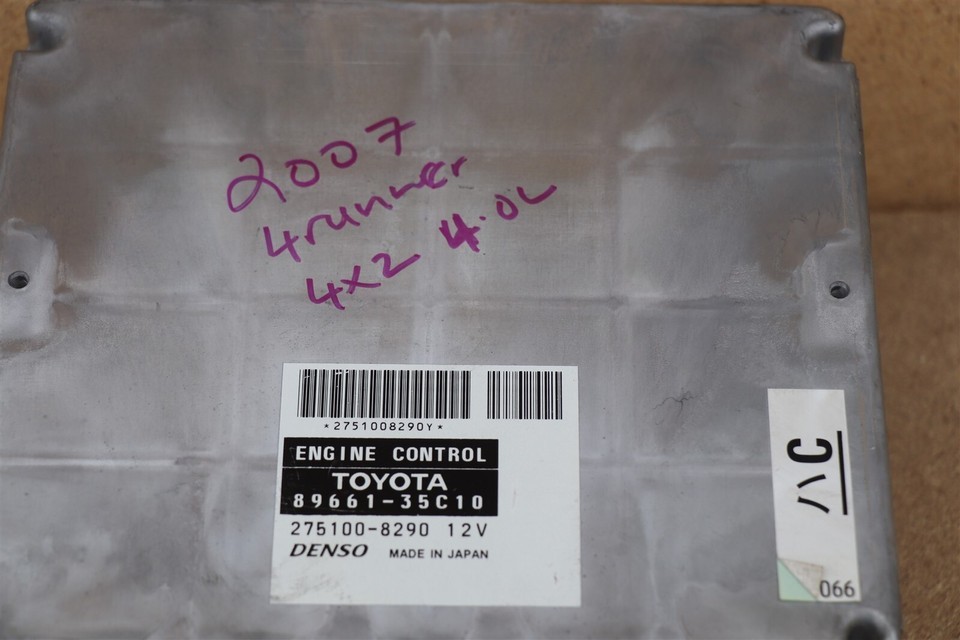 2007
4runner
4x2 4.0L
*2751008290Y*
ENGINE CONTROL
TOYOTA
89661-35C10
275100-8290 12V
DENSO MADE IN JAPAN
ハC
066